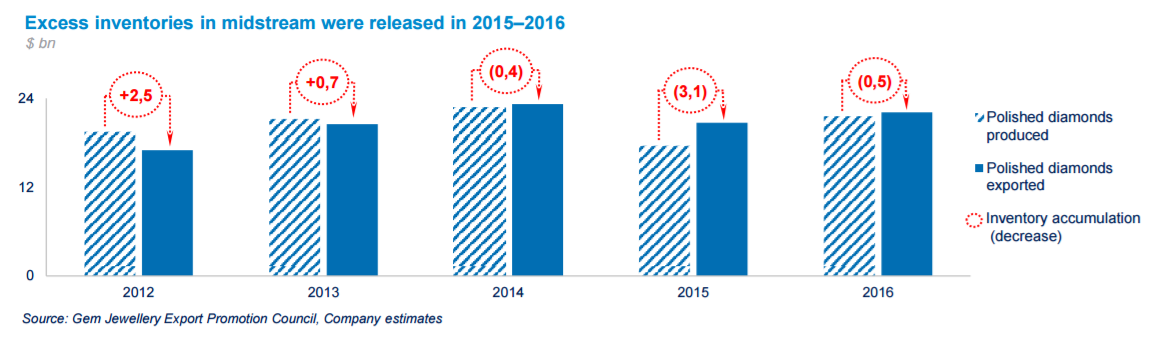 Excess inventories in midstream were released in 2015–2016
$ bn
+2,5
+0,7
(0,4)
(3,1)
(0,5)
24
12
0
2012
2013
2014
2015
2016
Polished diamonds
produced
Polished diamonds
exported
Inventory accumulation
(decrease)
Source: Gem Jewellery Export Promotion Council, Company estimates